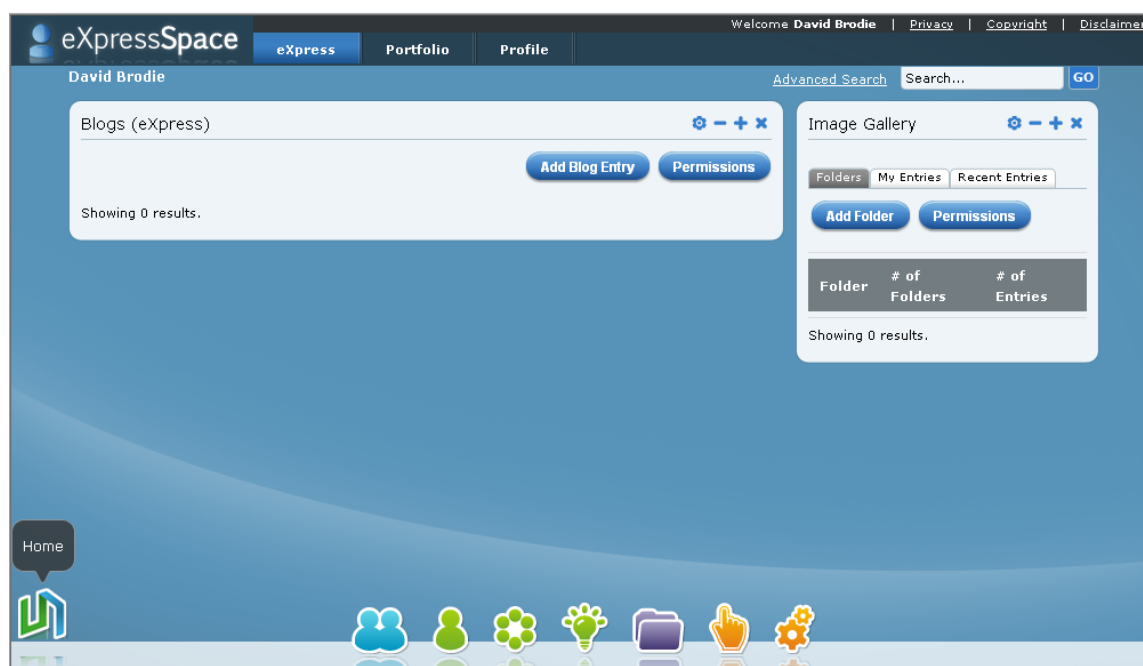 Welcome David Brodie | Privacy | Copyright | Disclaimer
eXpressSpace
eXpress Portfolio Profile
David Brodie
Advanced Search Search... GO
Blogs (eXpress)
Add Blog Entry Permissions
Showing 0 results.
Image Gallery
Folders My Entries Recent Entries
Add Folder Permissions
Folder # of Folders # of Entries
Showing 0 results.
Home